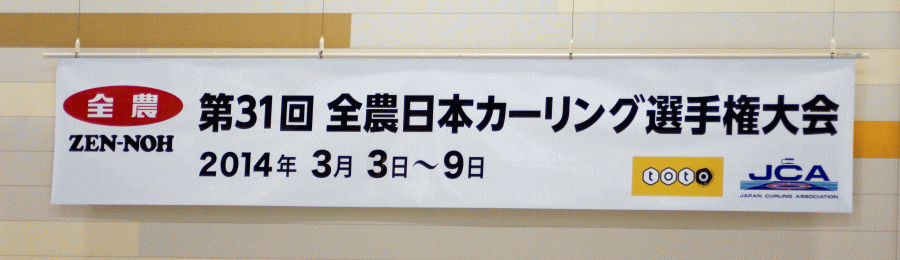 全農
ZEN-NOH
第31回 全農日本カーリング選手権大会
2014年 3月 3日～9日
toto
JCA
JAPAN CURLING ASSOCIATION